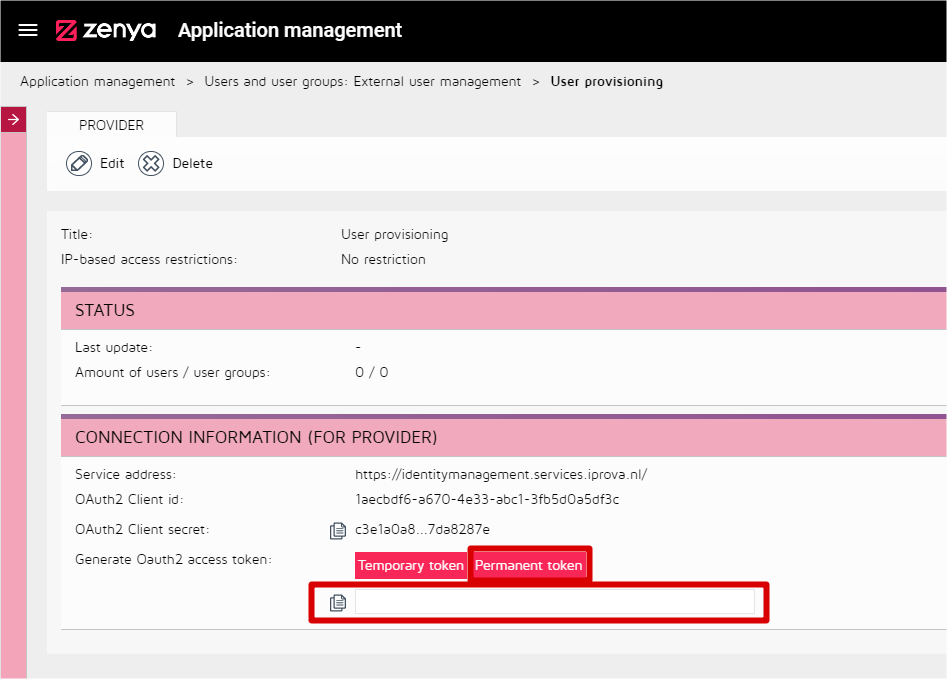 zenya Application management
Application management > Users and user groups: External user management > User provisioning
PROVIDER
Edit Delete
Title: User provisioning
IP-based access restrictions: No restriction
STATUS
Last update: -
Amount of users / user groups: 0 / 0
CONNECTION INFORMATION (FOR PROVIDER)
Service address: https://identitymanagement.services.iprova.nl/
OAuth2 Client id: 1aecbdf6-a670-4e33-abc1-3fb5d0a5df3c
OAuth2 Client secret: c3e1a0a8...7da8287e
Generate Oauth2 access token: Temporary token Permanent token